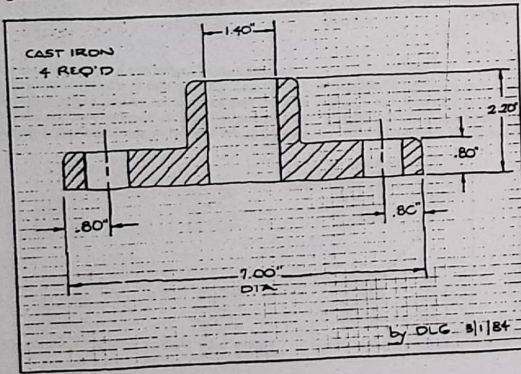 1.40"
CAST IRON
4 REQ'D
2.20"
.80"
.80"
.80"
7.00"
DIA
by DLG 3/1/84